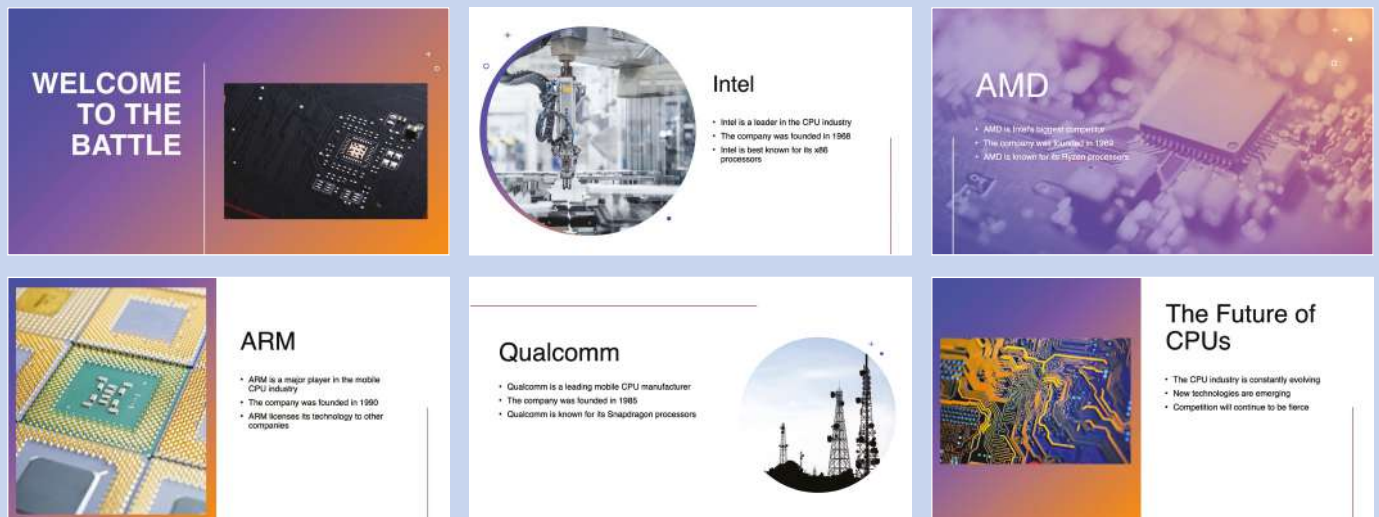 WELCOME
TO THE
BATTLE
Intel
• Intel is a leader in the CPU industry
• The company was founded in 1968
• Intel is best known for its x86
processors
AMD
• AMD is Intel's biggest competitor
• The company was founded in 1969
• AMD is known for its Ryzen processors
ARM
• ARM is a major player in the mobile
CPU industry
• The company was founded in 1990
• ARM licenses its technology to other
companies
Qualcomm
• Qualcomm is a leading mobile CPU manufacturer
• The company was founded in 1985
• Qualcomm is known for its Snapdragon processors
The Future of
CPUs
• The CPU industry is constantly evolving
• New technologies are emerging
• Competition will continue to be fierce